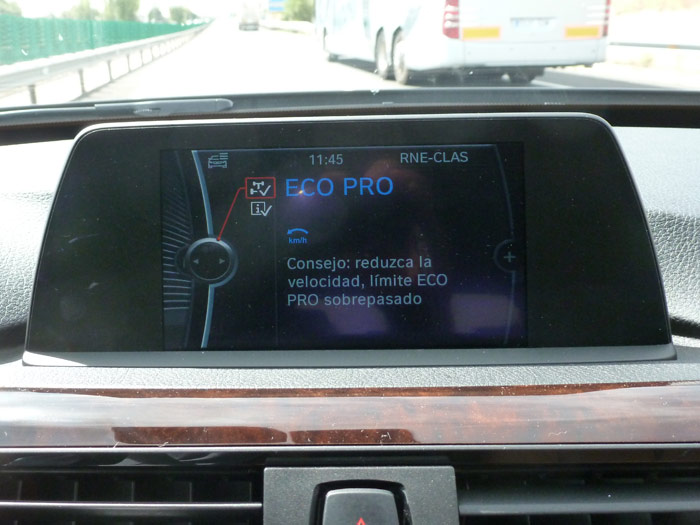 11:45 RNE-CLAS
ECO PRO
km/h
Consejo: reduzca la
velocidad, límite ECO
PRO sobrepasado